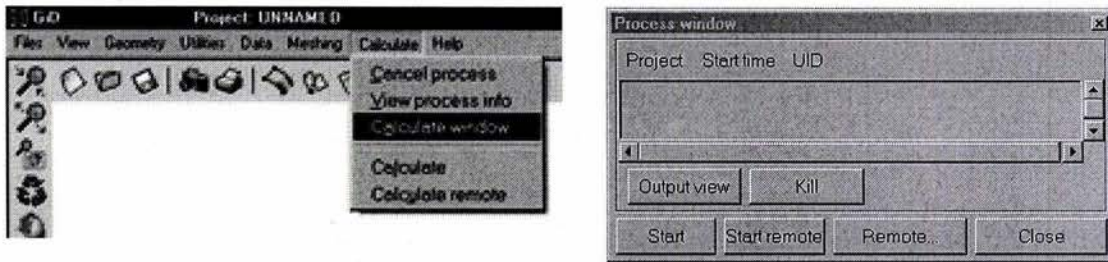 GiD Project: UNNAMED
Files View Geometry Utilities Data Meshing Calculate Help
Cancel process
View process info
Calculate window
Calculate
Calculate remote
Process window
Project Start time UID
Output view Kill
Start Start remote Remote... Close